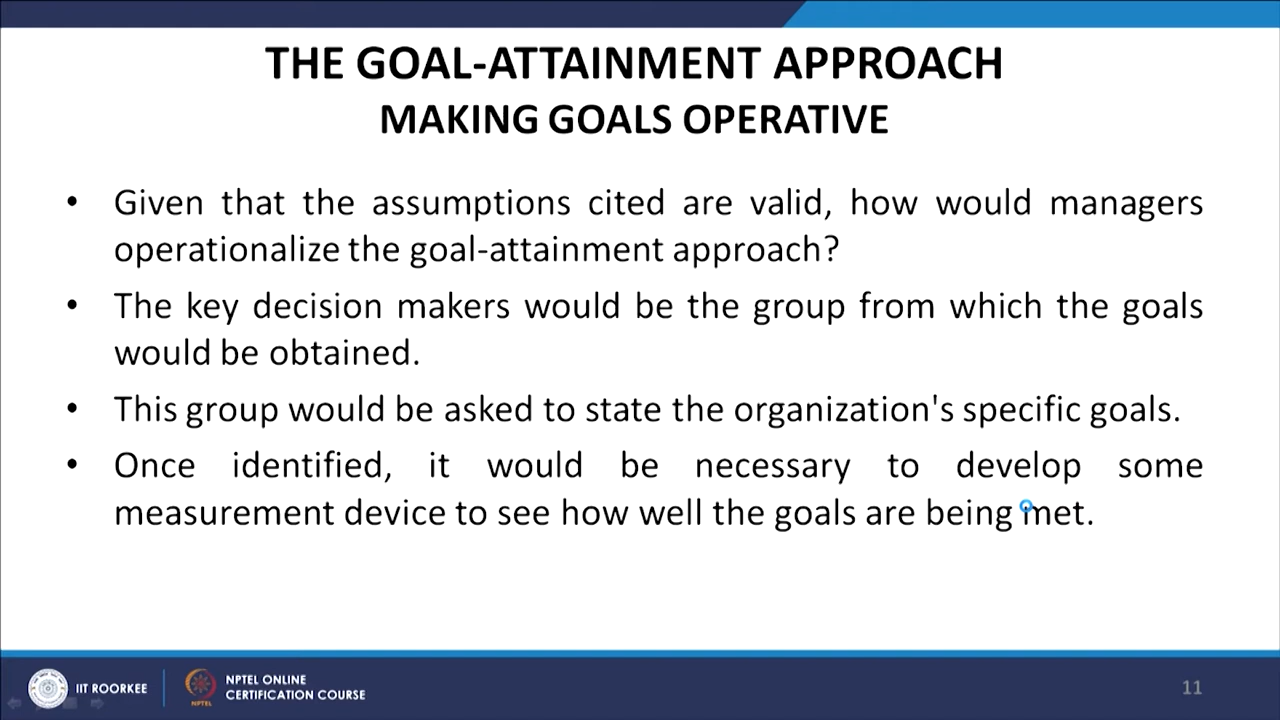 THE GOAL-ATTAINMENT APPROACH
MAKING GOALS OPERATIVE
• Given that the assumptions cited are valid, how would managers
operationalize the goal-attainment approach?
• The key decision makers would be the group from which the goals
would be obtained.
• This group would be asked to state the organization's specific goals.
• Once identified, it would be necessary to develop some
measurement device to see how well the goals are being met.
IIT ROORKEE
NPTEL
NPTEL ONLINE
CERTIFICATION COURSE
11